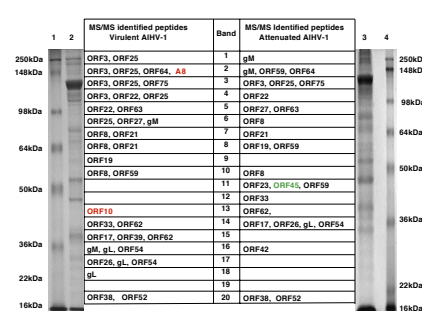 MS/MS identified peptides Band MS/MS identified peptides
1 2 Virulent AIHV-1 Attenuated AIHV-1 3 4
250kDa ORF3, ORF25 1 gM 250kDa
148kDa ORF3, ORF25, ORF64, A8 2 gM, ORF59, ORF64 148kDa
ORF3, ORF25, ORF75 3 ORF3, ORF25, ORF75
ORF3, ORF22, ORF25 4 ORF22
98kDa ORF22, ORF63 5 ORF27, ORF63 98kDa
ORF25, ORF27, gM 6 ORF8
ORF8, ORF21 7 ORF21 64kDa
64kDa ORF8, ORF21 8 ORF19, ORF59
ORF19 9
ORF8, ORF59 10 ORF8 50kDa
50kDa 11 ORF23, ORF45, ORF59
12 ORF33
ORF10 13 ORF62,
ORF33, ORF62 14 ORF17, ORF26, gL, ORF54 36kDa
ORF17, ORF39, ORF62 15
36kDa gM, gL, ORF54 16 ORF42
ORF26, gL, ORF54 17
22kDa gL 18
19 22kDa
16kDa ORF38, ORF52 20 ORF38, ORF52 16kDa